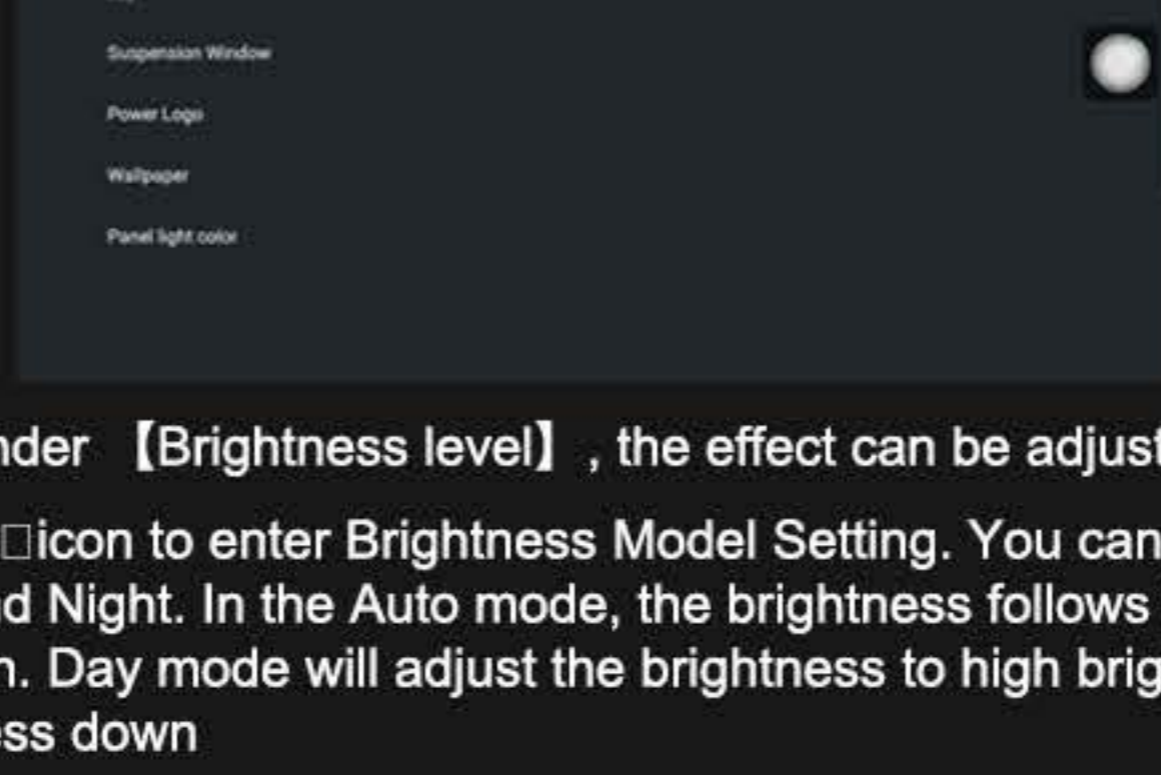 Suspension Window
Power Logo
Wallpaper
Panel light color
nder 【Brightness level】 , the effect can be adjust
□icon to enter Brightness Model Setting. You can
d Night. In the Auto mode, the brightness follows
n. Day mode will adjust the brightness to high brig
ess down